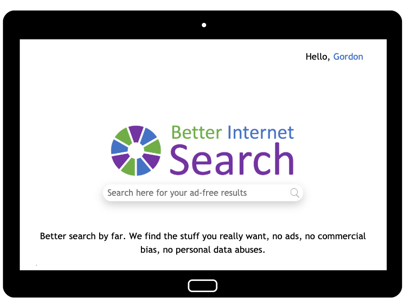 Hello, Gordon
Better Internet
Search
Search here for your ad-free results
Better search by far. We find the stuff you really want, no ads, no commercial
bias, no personal data abuses.